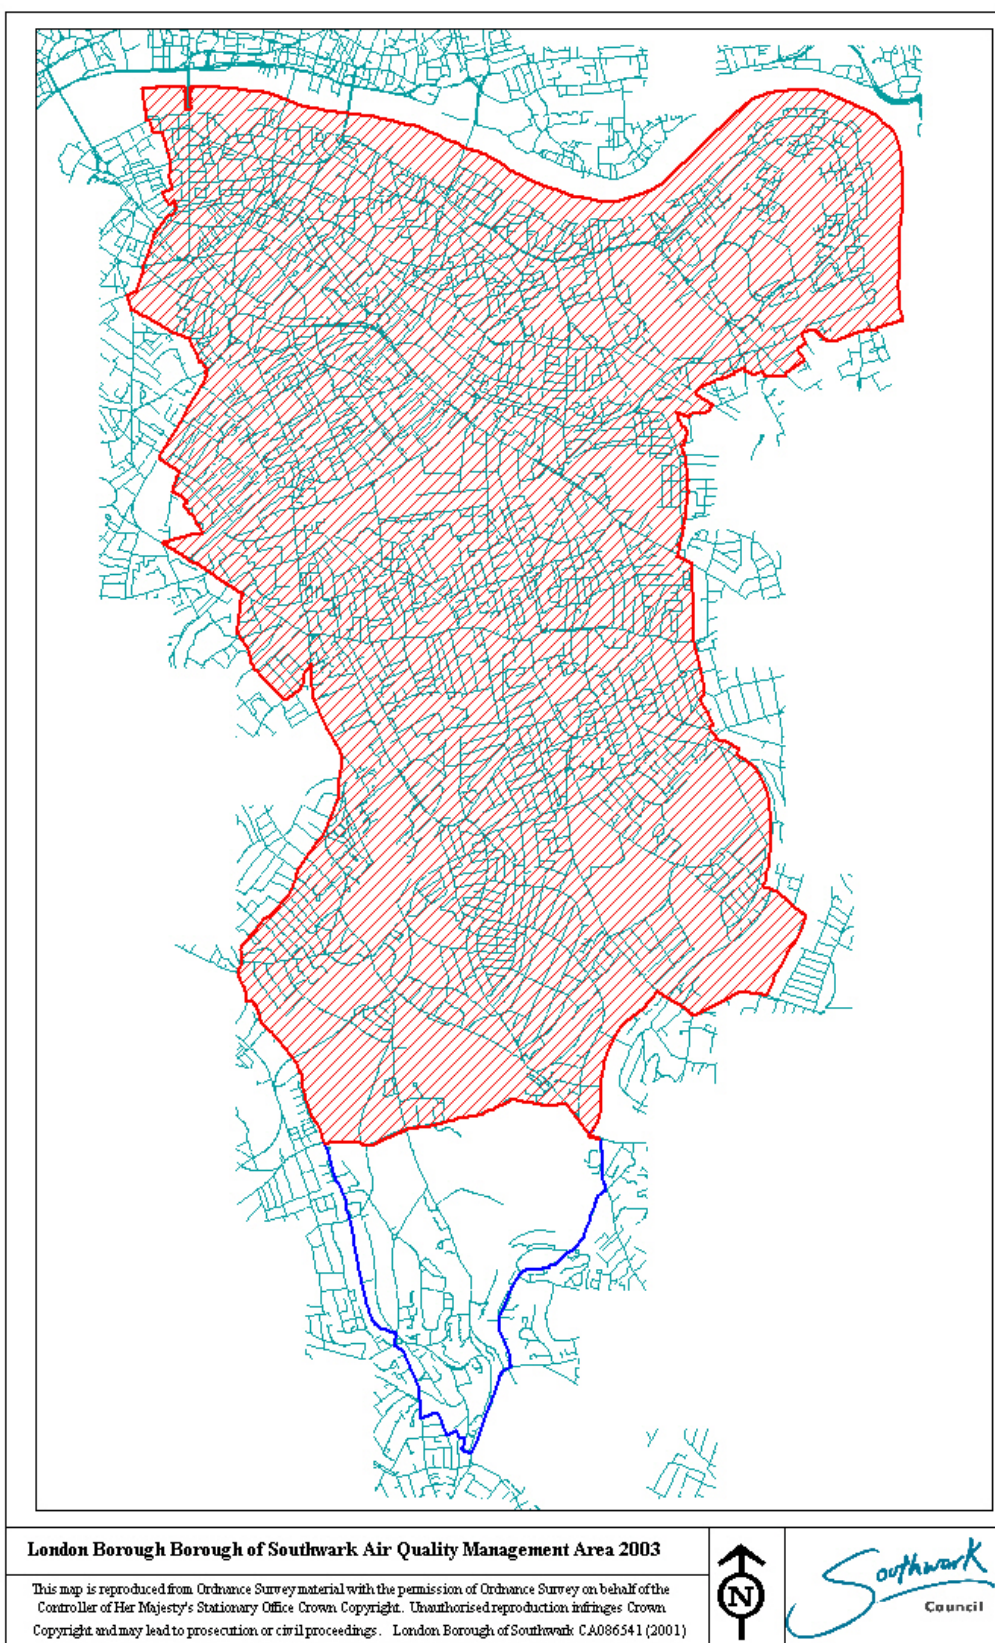 London Borough Borough of Southwark Air Quality Management Area 2003
This map is reproduced from Ordnance Survey material with the permission of Ordnance Survey on behalf of the
Controller of Her Majesty's Stationary Office Crown Copyright. Unauthorised reproduction infringes Crown
Copyright and may lead to prosecution or civil proceedings. London Borough of Southwark CA086541 (2001)
N
Southwark
Council